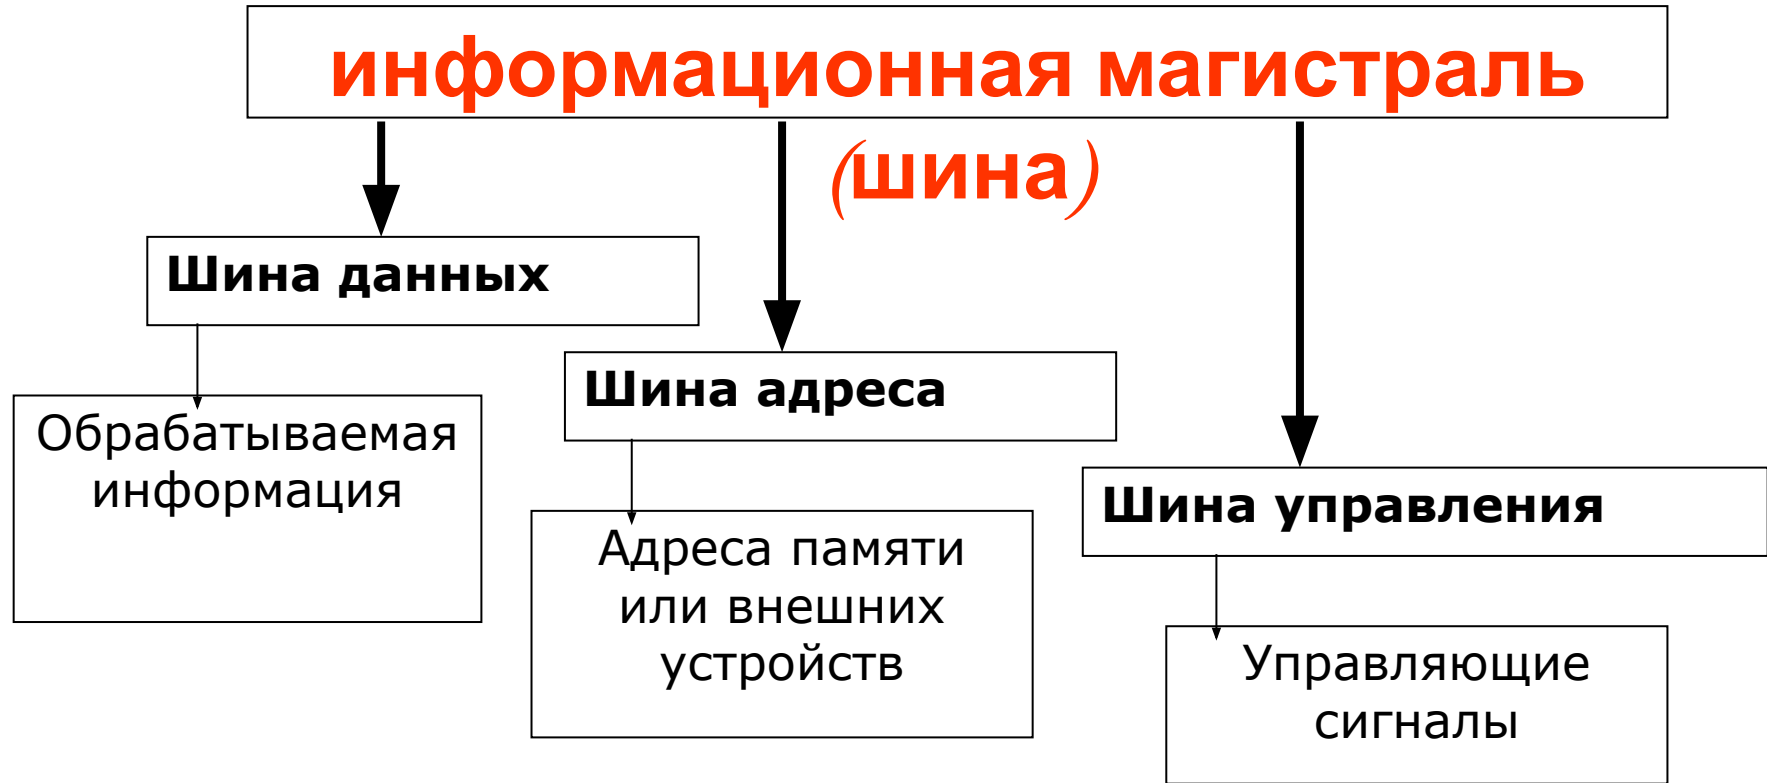 информационная магистраль
(шина)
Шина данных
Обрабатываемая
информация
Шина адреса
Адреса памяти
или внешних
устройств
Шина управления
Управляющие
сигналы